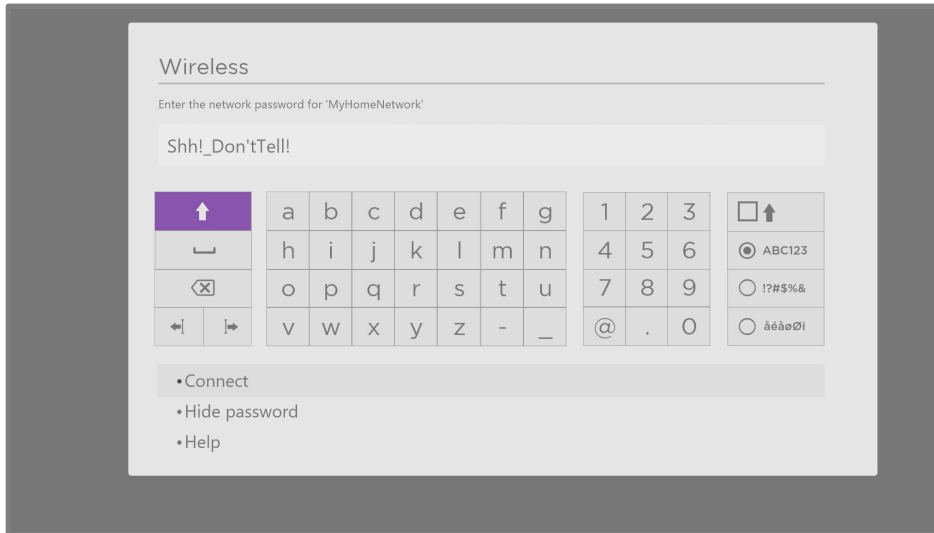 Wireless
Enter the network password for 'MyHomeNetwork'
Shh!_Don'tTell!
a b c d e f g 1 2 3
h i j k l m n 4 5 6 ABC123
o p q r s t u 7 8 9 !?#$%&
v w x y z - _ @ . 0 åéåøØi
•Connect
•Hide password
•Help